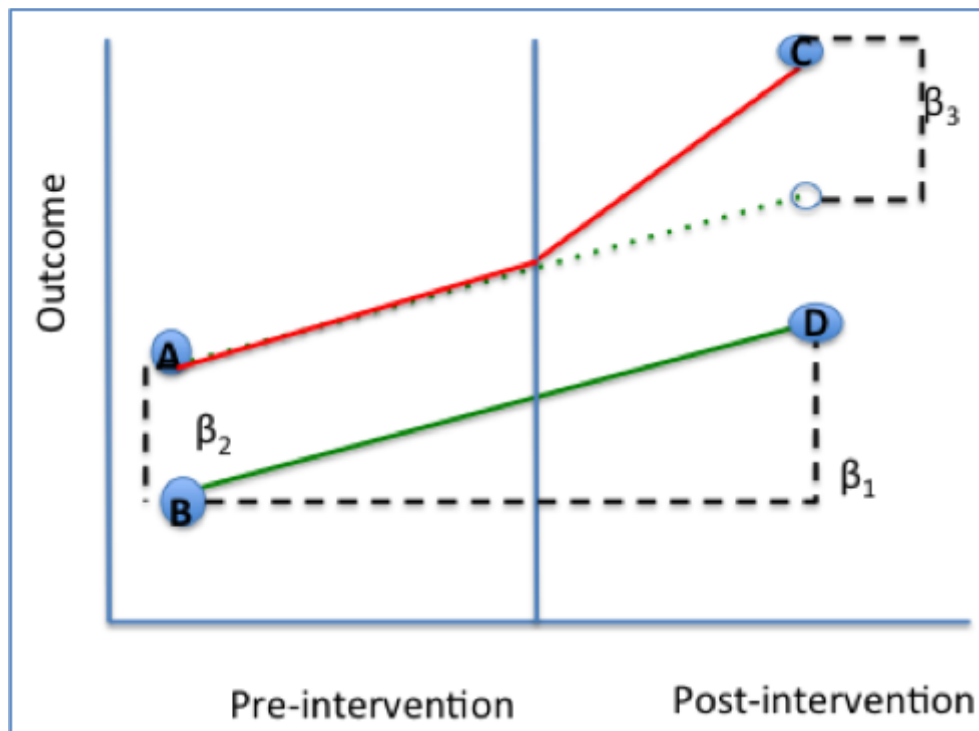 C
β3
Outcome
A
D
β2
β1
B
Pre-intervention
Post-intervention